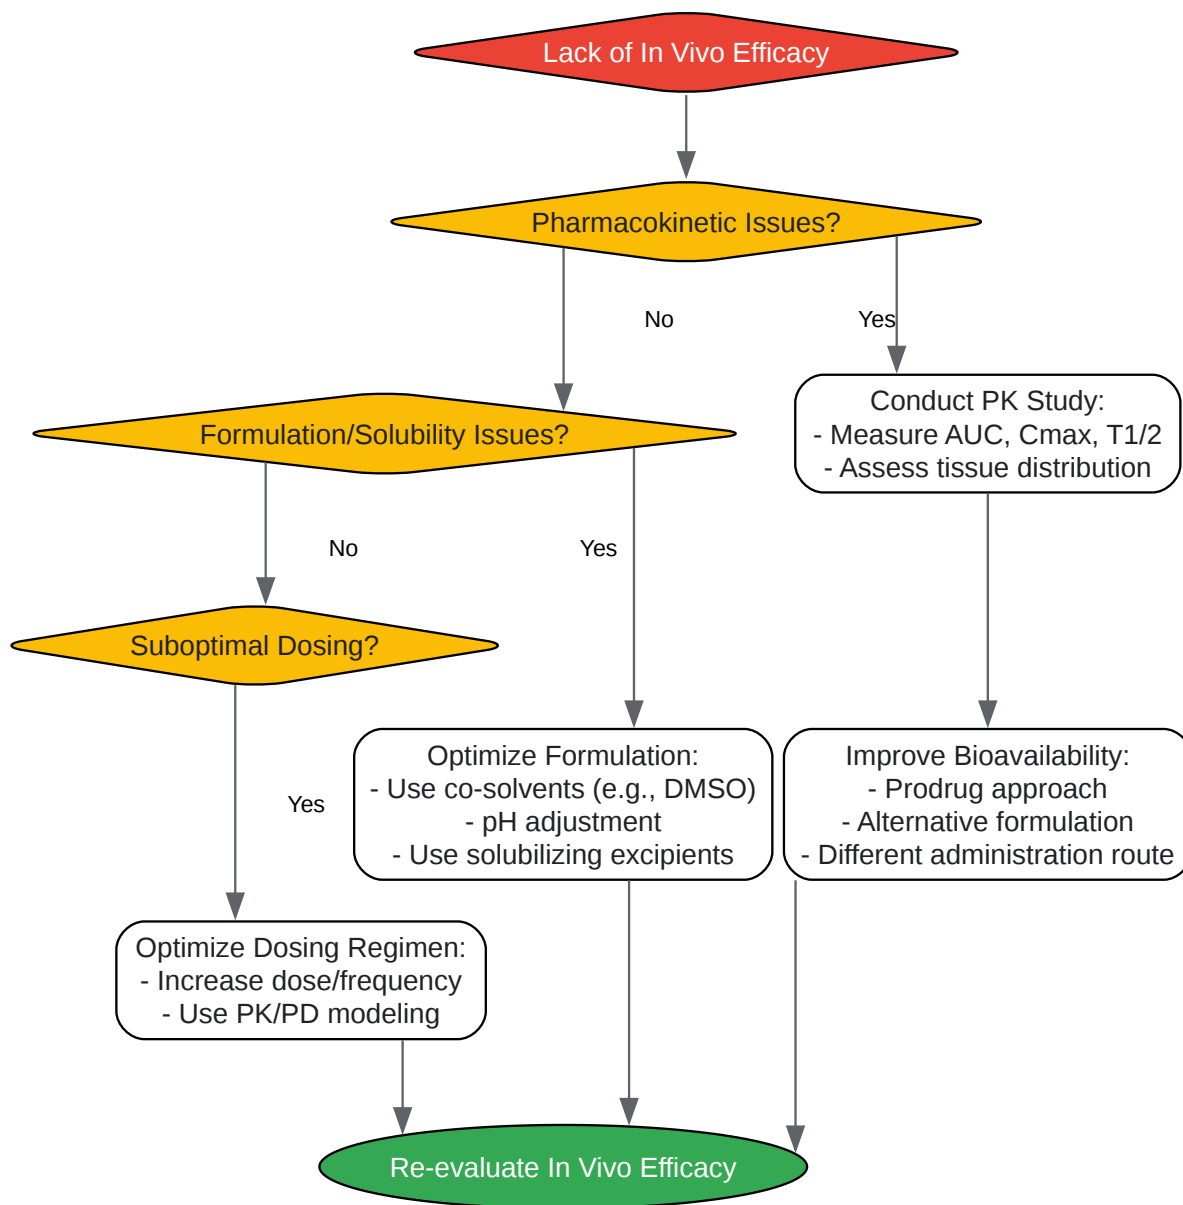 Lack of In Vivo Efficacy
Pharmacokinetic Issues?
No
Yes
Conduct PK Study:
- Measure AUC, Cmax, T1/2
- Assess tissue distribution
Formulation/Solubility Issues?
No
Yes
Suboptimal Dosing?
Yes
Optimize Formulation:
- Use co-solvents (e.g., DMSO)
- pH adjustment
- Use solubilizing excipients
Improve Bioavailability:
- Prodrug approach
- Alternative formulation
- Different administration route
Optimize Dosing Regimen:
- Increase dose/frequency
- Use PK/PD modeling
Re-evaluate In Vivo Efficacy